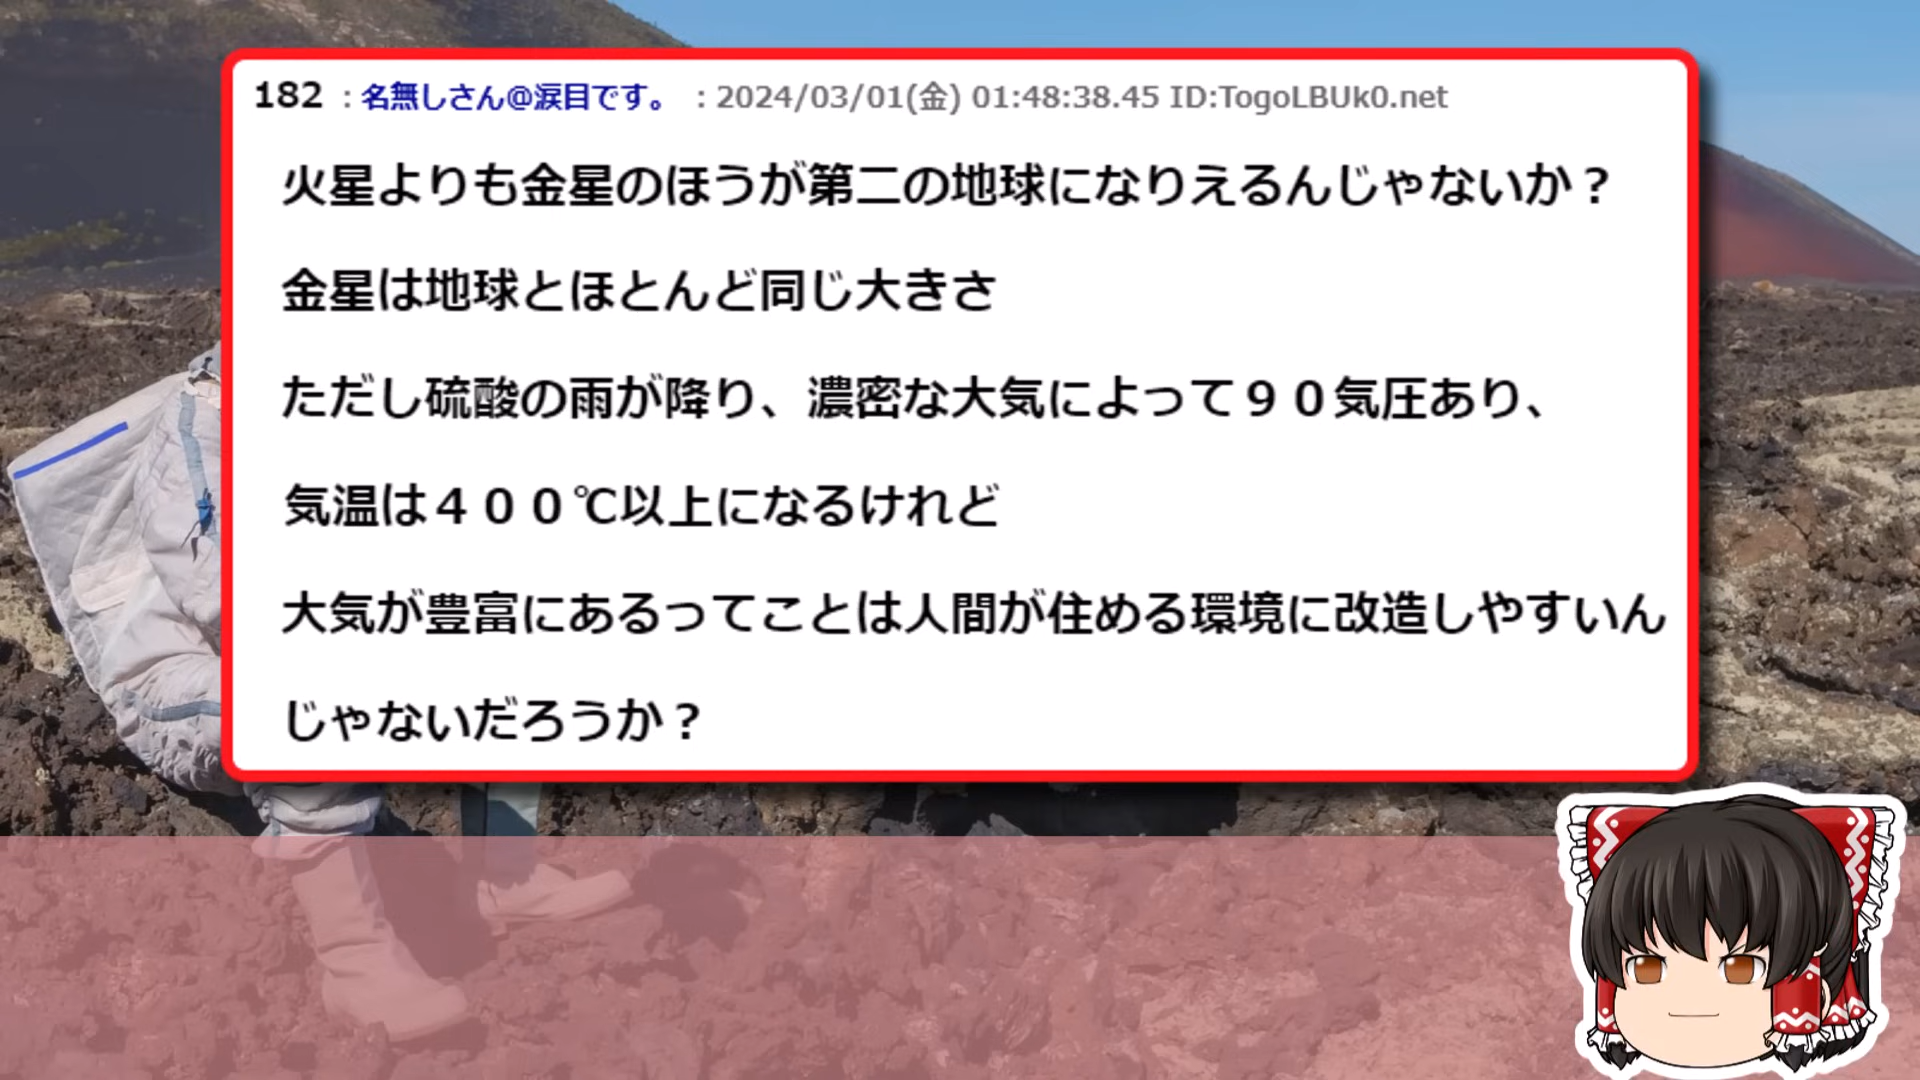 182 ：名無しさん@涙目です。 ：2024/03/01(金) 01:48:38.45 ID:TogoLBUk0.net
火星よりも金星のほうが第二の地球になりえるんじゃないか？
金星は地球とほとんど同じ大きさ
ただし硫酸の雨が降り、濃密な大気によって９０気圧あり、
気温は４００℃以上になるけれど
大気が豊富にあるってことは人間が住める環境に改造しやすいん
じゃないだろうか？